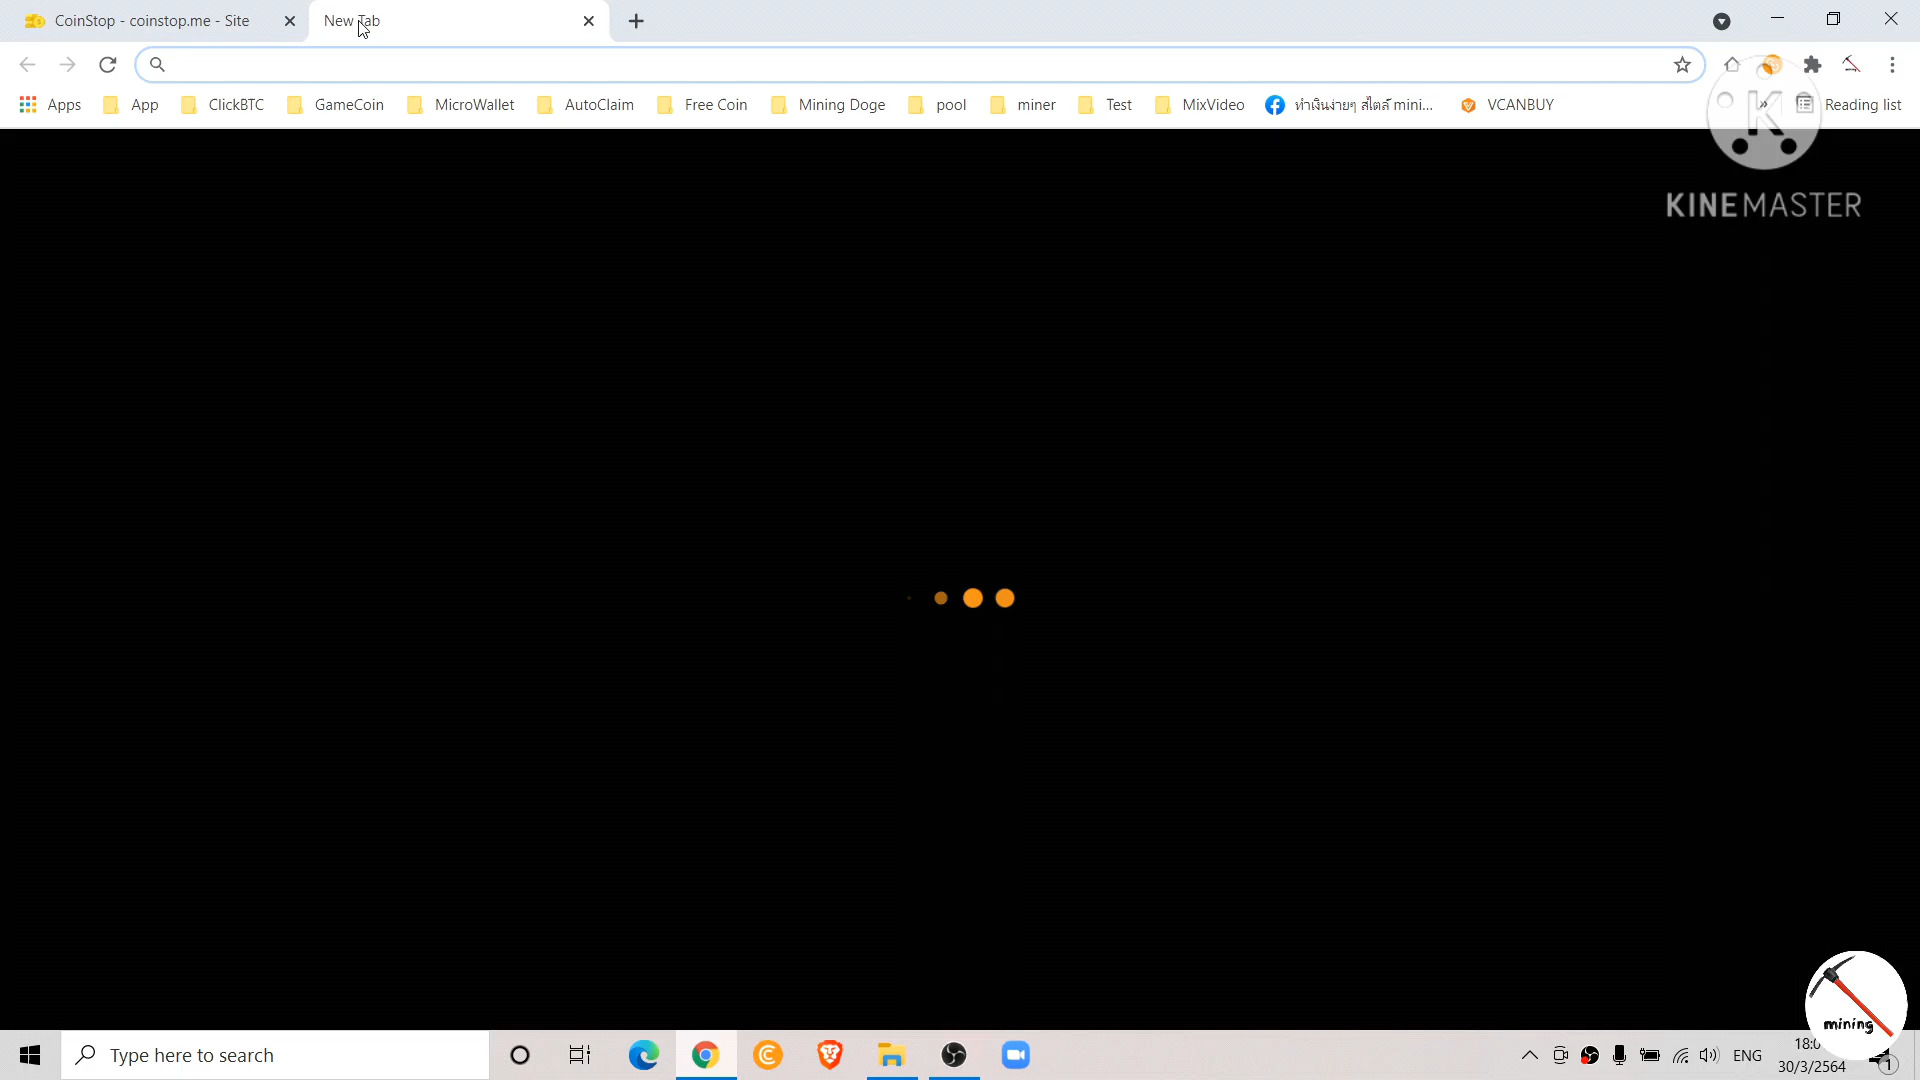 CoinStop - coinstop.me - Site
New Tab
Apps App ClickBTC GameCoin MicroWallet AutoClaim Free Coin Mining Doge pool miner Test MixVideo ทำเงินง่ายๆ สไตล์ mini... VCANBUY » Reading list
K
KINEMASTER
mining
Type here to search
ENG
30/3/2564
1